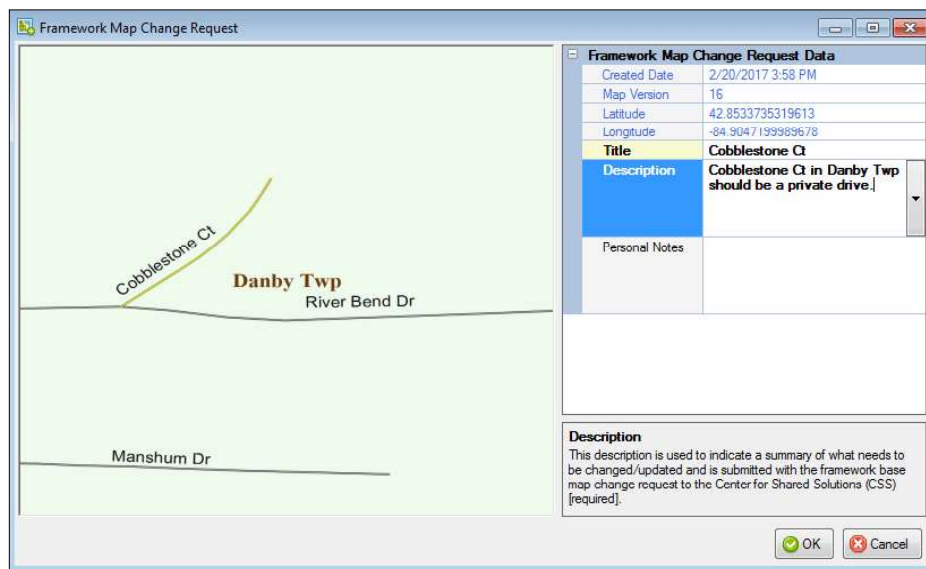 Framework Map Change Request
Cobblestone Ct
Danby Twp
River Bend Dr
Manshum Dr
Framework Map Change Request Data
Created Date 2/20/2017 3:58 PM
Map Version 16
Latitude 42.8533735319613
Longitude -84.9047199989678
Title Cobblestone Ct
Description Cobblestone Ct in Danby Twp
should be a private drive.
Personal Notes
Description
This description is used to indicate a summary of what needs to
be changed/updated and is submitted with the framework base
map change request to the Center for Shared Solutions (CSS)
[required].
OK Cancel